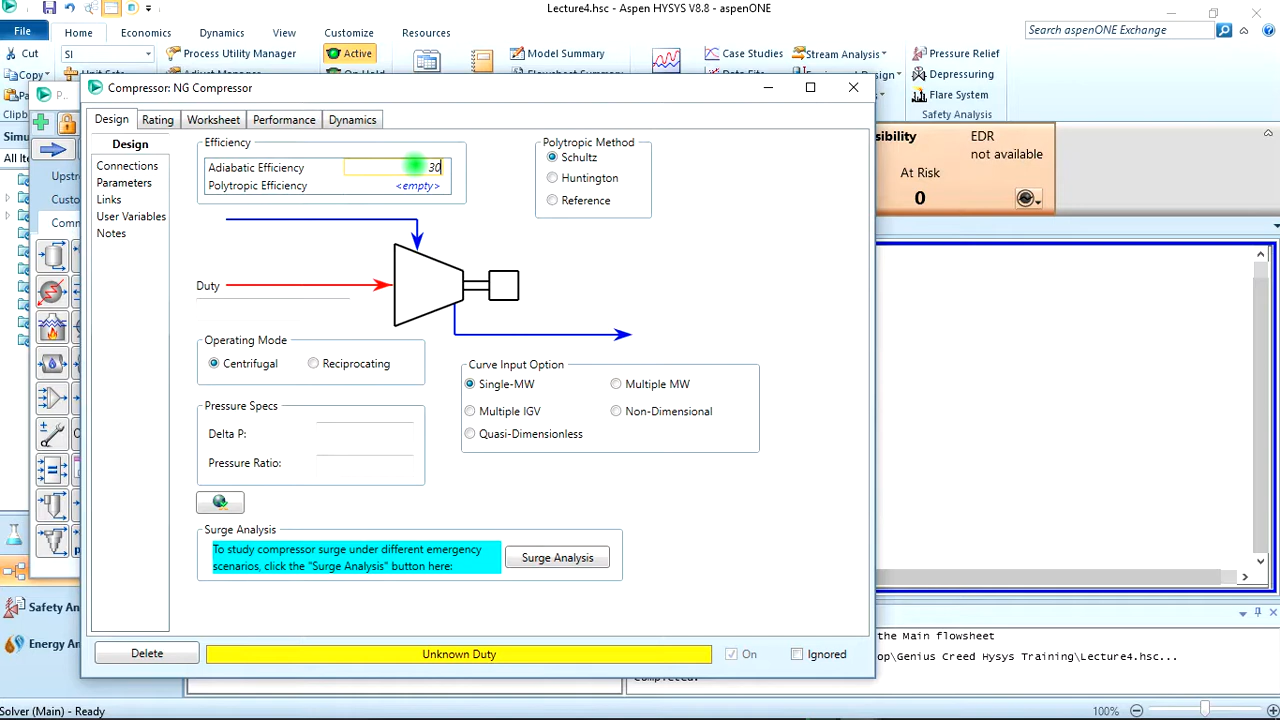 Lecture4.hsc - Aspen HYSYS V8.8 - aspenONE
File
Home
Economics
Dynamics
View
Customize
Resources
Search aspenONE Exchange
Cut
SI
Process Utility Manager
Active
Model Summary
Case Studies
Stream Analysis
Pressure Relief
Copy
Depressuring
Flare System
Safety Analysis
Compressor: NG Compressor
Design
Rating
Worksheet
Performance
Dynamics
Design
Connections
Parameters
Links
User Variables
Notes
Efficiency
Adiabatic Efficiency
30
Polytropic Efficiency
<empty>
Polytropic Method
Schultz
Huntington
Reference
Duty
Operating Mode
Centrifugal
Reciprocating
Curve Input Option
Single-MW
Multiple MW
Multiple IGV
Non-Dimensional
Quasi-Dimensionless
Pressure Specs
Delta P:
Pressure Ratio:
Surge Analysis
To study compressor surge under different emergency
scenarios, click the "Surge Analysis" button here:
Surge Analysis
Delete
Unknown Duty
On
Ignored
EDR
not available
At Risk
0
the Main flowsheet
op\Genius Creed Hysys Training\Lecture4.hsc...
Completed.
Solver (Main) - Ready
100%